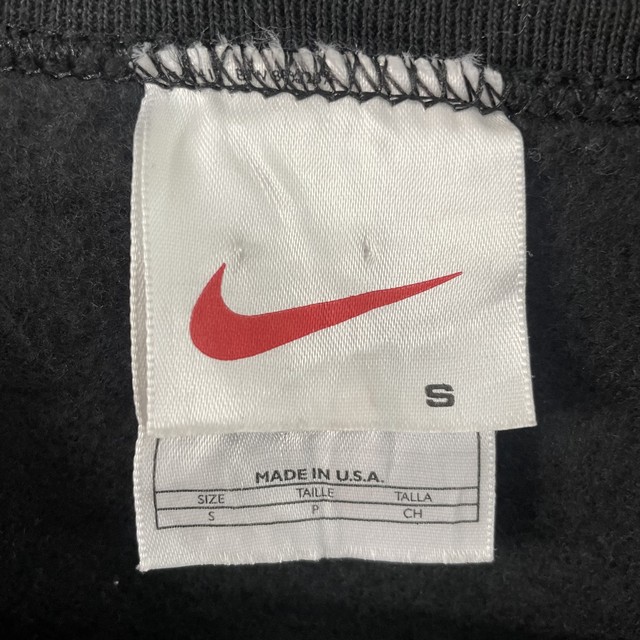 S
MADE IN U.S.A.
SIZE TAILLE TALLA
S P CH